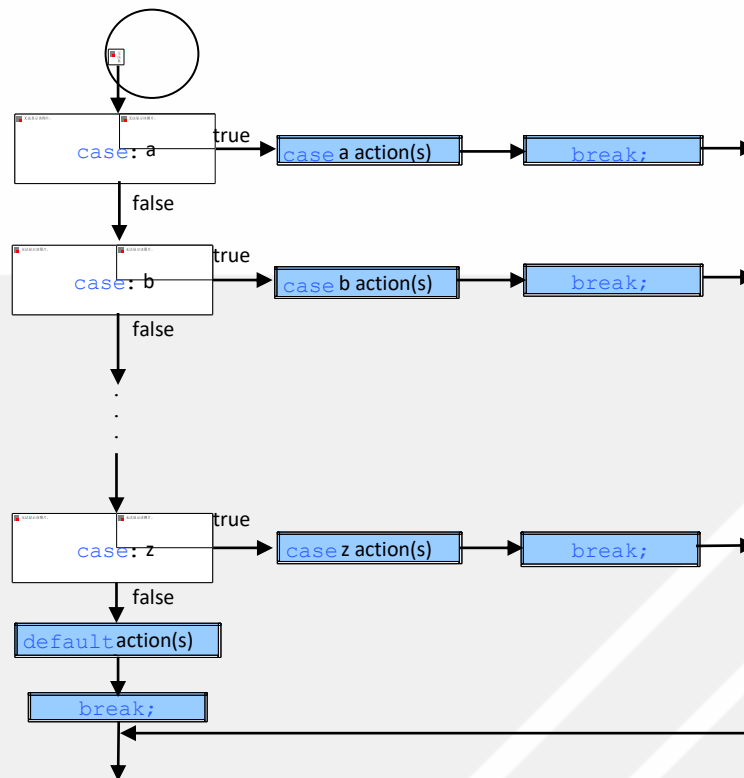 true
case: a
case a action(s)
break;
false
true
case: b
case b action(s)
break;
false
.
.
.
true
case: z
case z action(s)
break;
false
default action(s)
break;